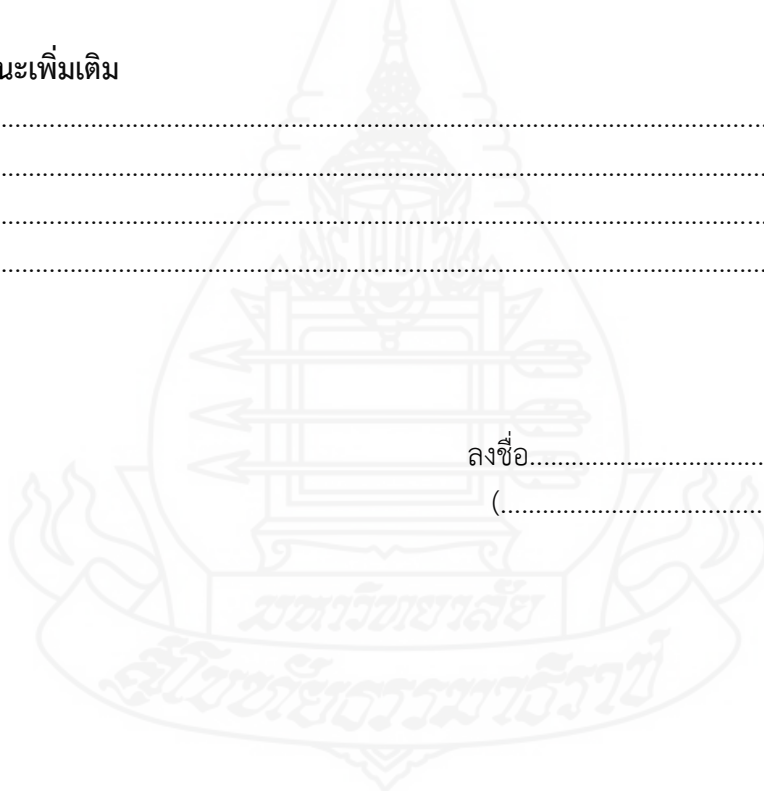 นะเพิ่มเติม
....................................................................................................
....................................................................................................
....................................................................................................
....................................................................................................
ลงชื่อ..................................
(.....................................
มหาวิทยาลัย
สุโขทัยธรรมาธิราช